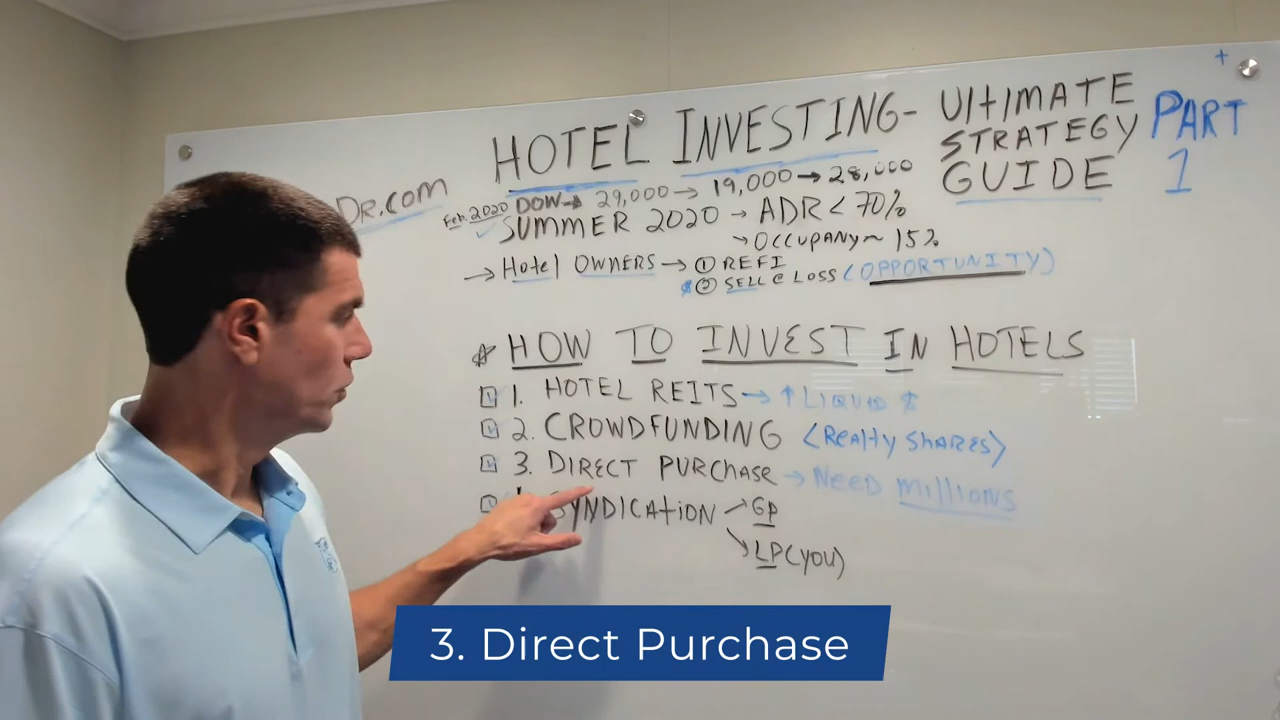 HOTEL INVESTING- ULTIMATE STRATEGY GUIDE PART 1
DR.COM
Feb. 2020 DOW→ 29,000 → 19,000 → 28,000
SUMMER 2020 → ADR < 70%
→ OCCUPANY ~ 15%
→ Hotel OWNERS → ① REFI
$ ② SELL @ LOSS (OPPORTUNITY)
HOW TO INVEST IN HOTELS
1. HOTEL REITS → ↑ LIQUID $
2. CROWDFUNDING (Realty SHARES)
3. DIRECT PURCHASE → NEED MILLIONS
SYNDICATION → GP
→ LP (YOU)
3. Direct Purchase